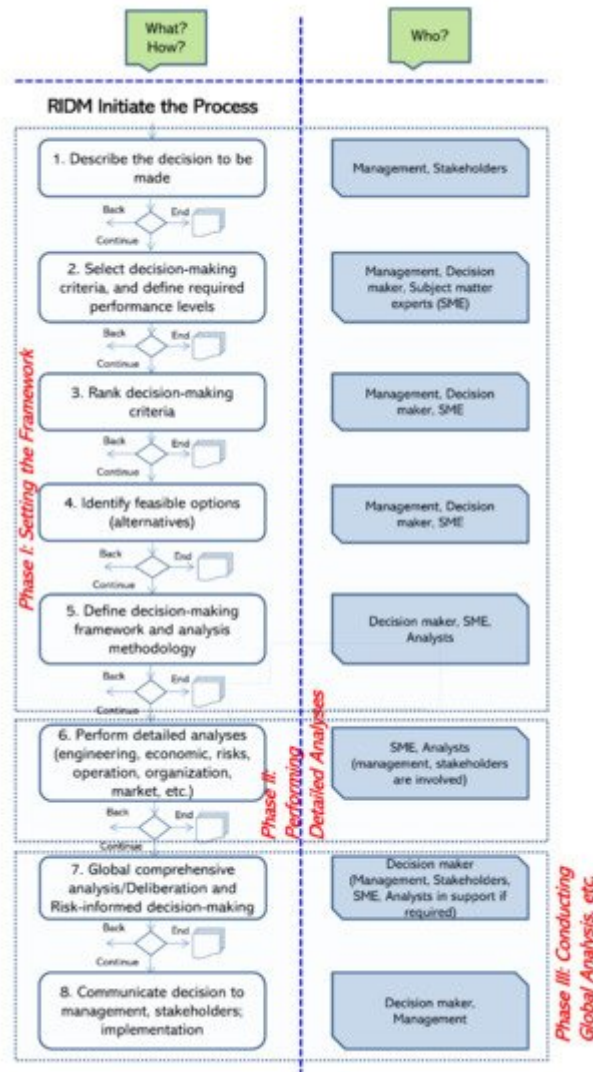 What?
How?
Who?
RIDM Initiate the Process
1. Describe the decision to be
made
Management, Stakeholders
Back
End
Continue
2. Select decision-making
criteria, and define required
performance levels
Management, Decision
maker, Subject matter
experts (SME)
Back
End
Continue
3. Rank decision-making
criteria
Management, Decision
maker, SME
Back
End
Continue
4. Identify feasible options
(alternatives)
Management, Decision
maker, SME
Back
End
Continue
5. Define decision-making
framework and analysis
methodology
Decision maker, SME,
Analysts
Back
End
Continue
Phase I: Setting the Framework
6. Perform detailed analyses
(engineering, economic, risks,
operation, organization,
market, etc.)
SME, Analysts
(management, stakeholders
are involved)
Back
End
Continue
Phase II:
Performing
Detailed Analyses
7. Global comprehensive
analysis/Deliberation and
Risk-informed decision-making
Decision maker
(Management, Stakeholders,
SME, Analysts in support if
required)
Back
End
Continue
8. Communicate decision to
management, stakeholders;
implementation
Decision maker,
Management
Phase III: Conducting
Global Analysis, etc.